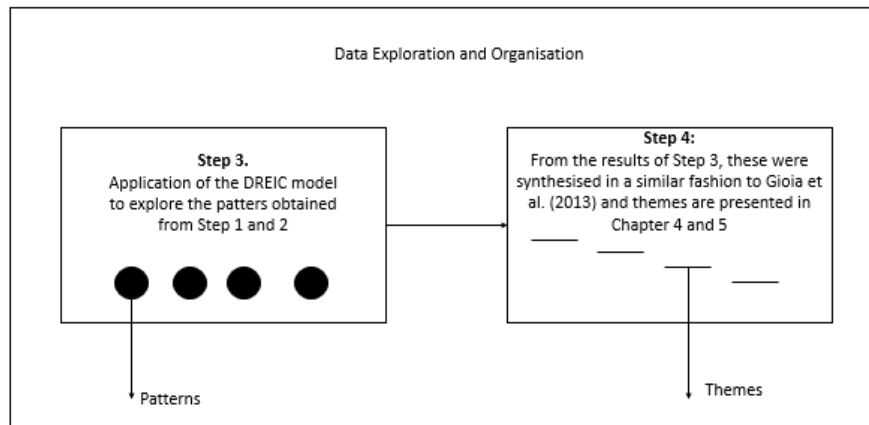 Data Exploration and Organisation
Step 3.
Application of the DREIC model
to explore the patters obtained
from Step 1 and 2
Step 4:
From the results of Step 3, these were
synthesised in a similar fashion to Gioia et
al. (2013) and themes are presented in
Chapter 4 and 5
Patterns
Themes